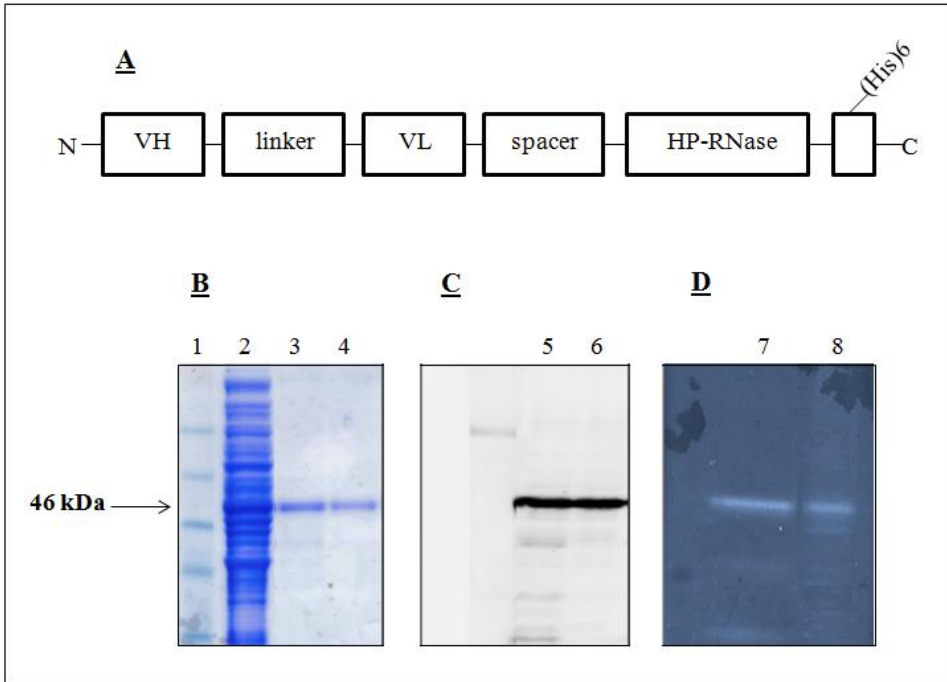 A
(His)6
N VH linker VL spacer HP-RNase C
B C D
1 2 3 4 5 6 7 8
46 kDa